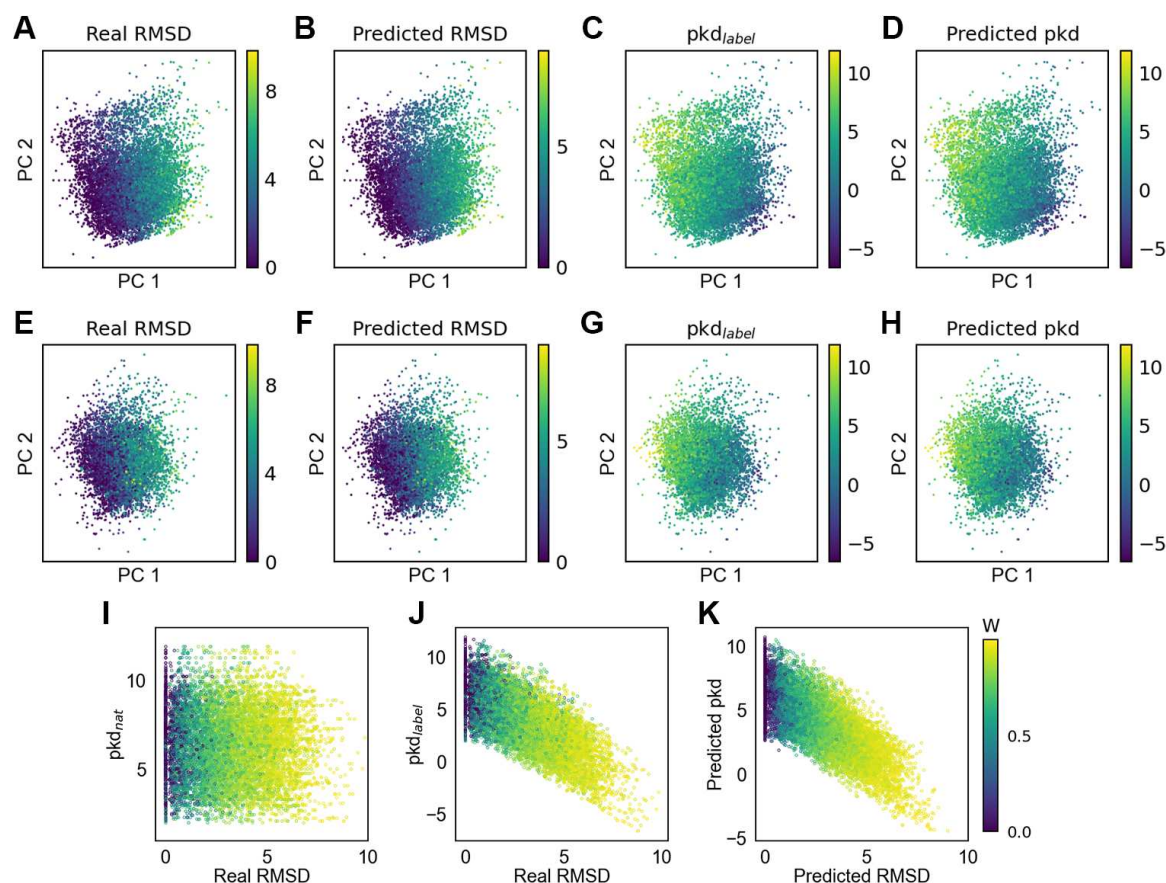 A Real RMSD
B Predicted RMSD
C pkd_label
D Predicted pkd
PC 2
PC 1
8
4
0
PC 2
PC 1
5
0
PC 2
PC 1
10
5
0
−5
PC 2
PC 1
10
5
0
−5
E Real RMSD
F Predicted RMSD
G pkd_label
H Predicted pkd
PC 2
PC 1
8
4
0
PC 2
PC 1
5
0
PC 2
PC 1
10
5
0
−5
PC 2
PC 1
10
5
0
−5
I
pkd_nat
10
5
0 5 10
Real RMSD
J
pkd_label
10
5
0
−5
0 5 10
Real RMSD
K
Predicted pkd
10
5
0
−5
0 5 10
Predicted RMSD
W
0.5
0.0